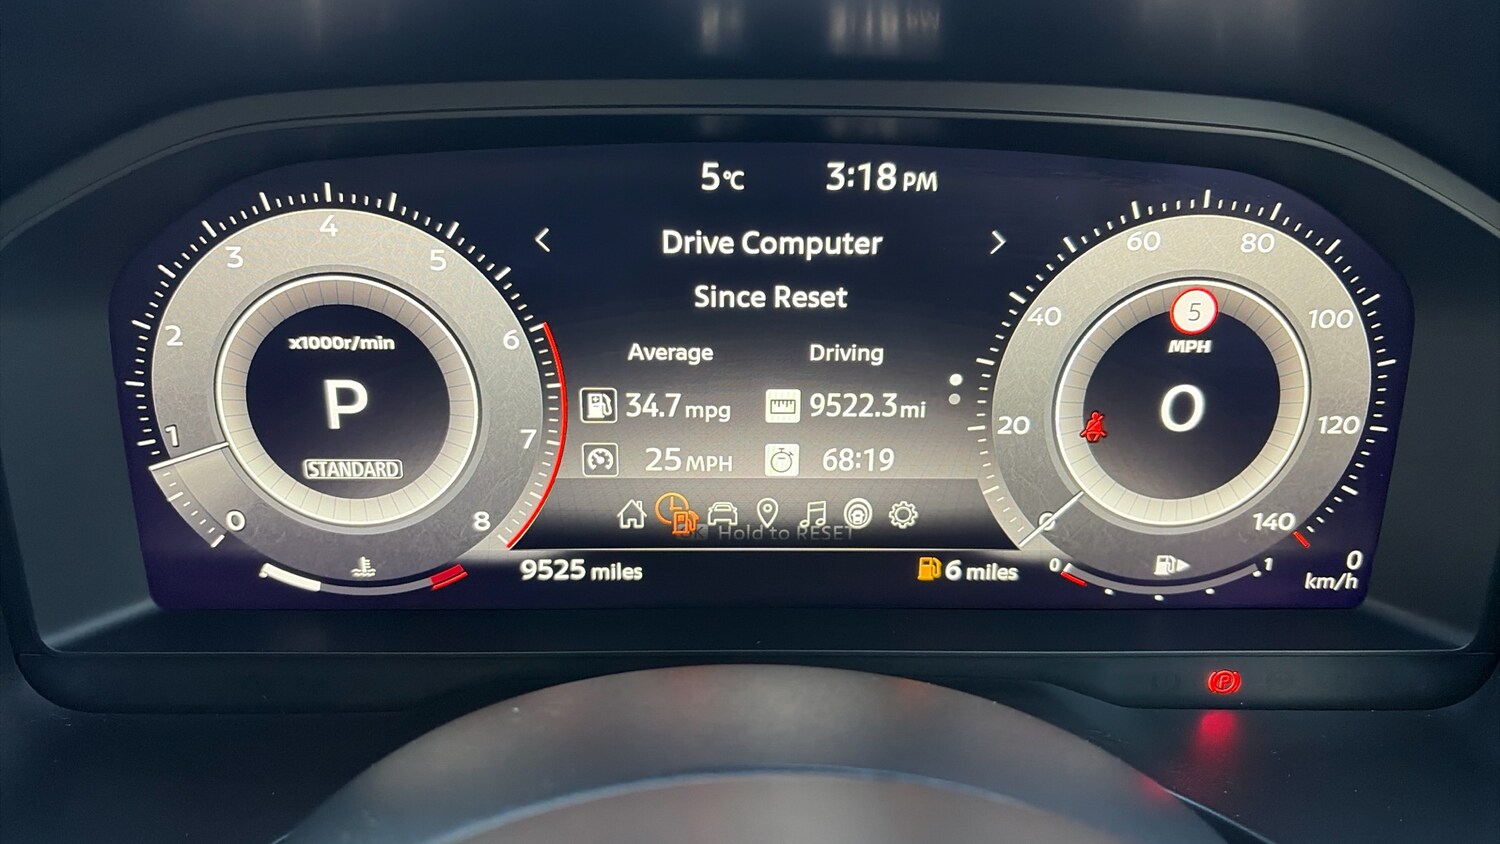 5°C 3:18 PM
Drive Computer
Since Reset
Average Driving
34.7 mpg 9522.3 mi
25 MPH 68:19
Hold to RESET
9525 miles
6 miles
x1000r/min
P
STANDARD
0
1
2
3
4
5
6
7
8
5
MPH
0
0
20
40
60
80
100
120
140
0 1
0
km/h
P